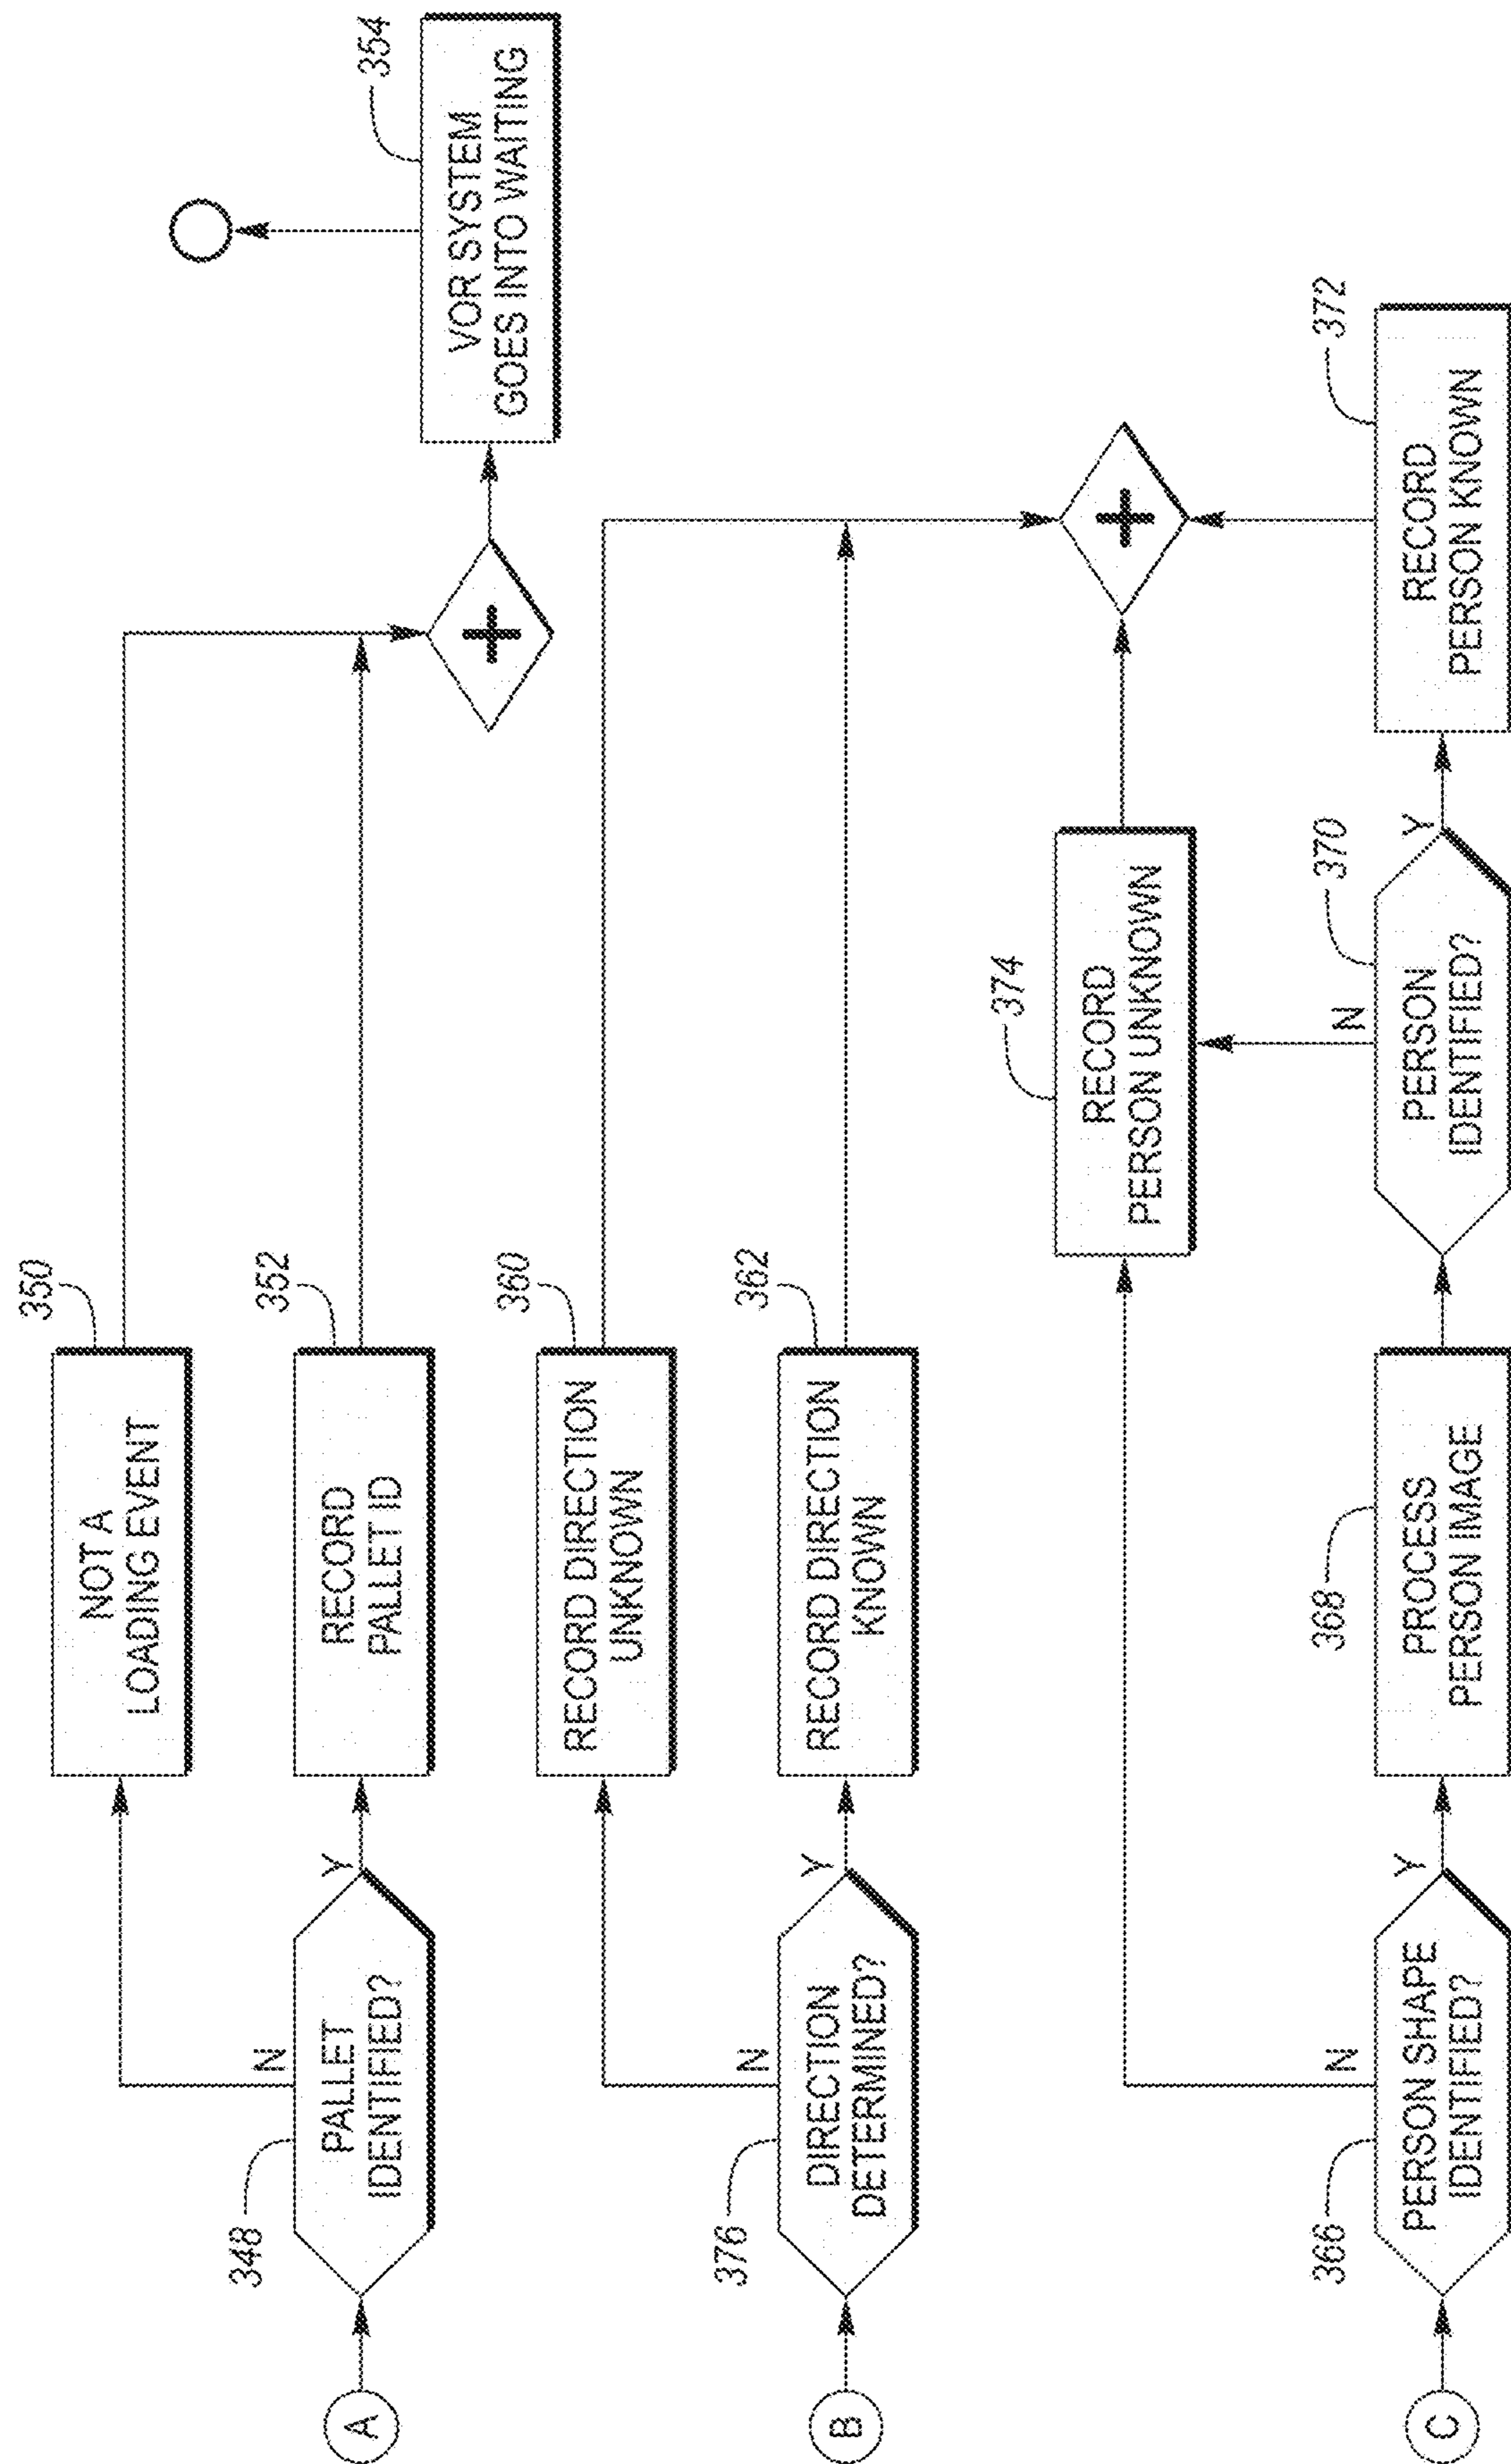 350
NOT A
LOADING EVENT
354
VOR SYSTEM
GOES INTO WAITING
A
348
PALLET
IDENTIFIED?
N
Y
352
RECORD
PALLET ID
+
360
RECORD DIRECTION
UNKNOWN
B
376
DIRECTION
DETERMINED?
N
Y
362
RECORD DIRECTION
KNOWN
374
RECORD
PERSON UNKNOWN
+
C
366
PERSON SHAPE
IDENTIFIED?
N
Y
368
PROCESS
PERSON IMAGE
370
PERSON
IDENTIFIED?
N
Y
372
RECORD
PERSON KNOWN